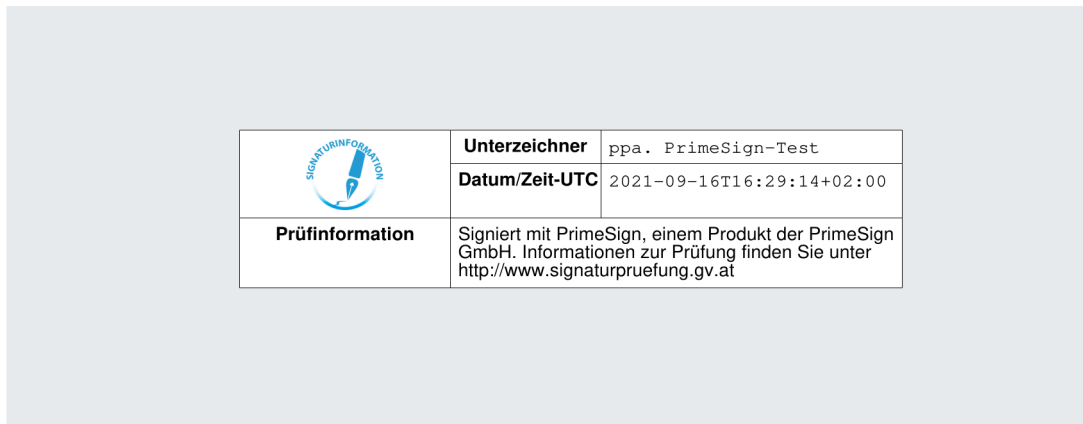 SIGNATURINFORMATION
Unterzeichner ppa. PrimeSign-Test
Datum/Zeit-UTC 2021-09-16T16:29:14+02:00
Prüfinformation
Signiert mit PrimeSign, einem Produkt der PrimeSign
GmbH. Informationen zur Prüfung finden Sie unter
http://www.signaturpruefung.gv.at